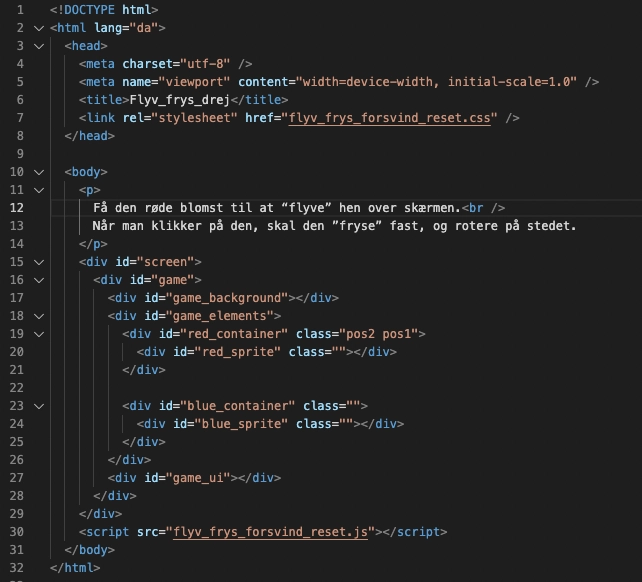 1 <!DOCTYPE html>
2 <html lang="da">
3 <head>
4 <meta charset="utf-8" />
5 <meta name="viewport" content="width=device-width, initial-scale=1.0" />
6 <title>Flyv_frys_drej</title>
7 <link rel="stylesheet" href="flyv_frys_forsvind_reset.css" />
8 </head>
9
10 <body>
11 <p>
12 Få den røde blomst til at “flyve” hen over skærmen.<br />
13 Når man klikker på den, skal den ”fryse” fast, og rotere på stedet.
14 </p>
15 <div id="screen">
16 <div id="game">
17 <div id="game_background"></div>
18 <div id="game_elements">
19 <div id="red_container" class="pos2 pos1">
20 <div id="red_sprite" class=""></div>
21 </div>
22
23 <div id="blue_container" class="">
24 <div id="blue_sprite" class=""></div>
25 </div>
26 </div>
27 <div id="game_ui"></div>
28 </div>
29 </div>
30 <script src="flyv_frys_forsvind_reset.js"></script>
31 </body>
32 </html>